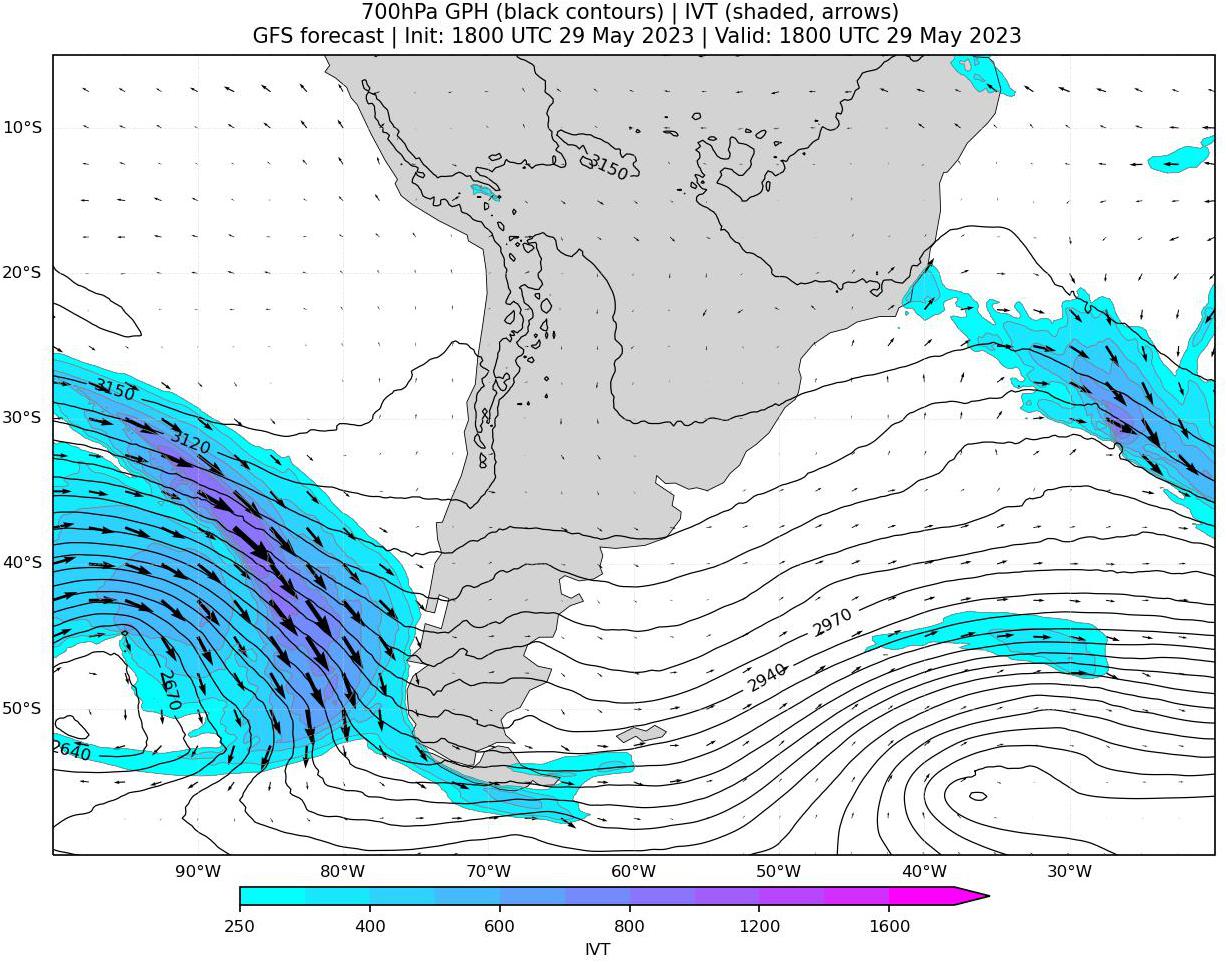 700hPa GPH (black contours) | IVT (shaded, arrows)
GFS forecast | Init: 1800 UTC 29 May 2023 | Valid: 1800 UTC 29 May 2023
10°S
3150
20°S
3150
30°S
3120
40°S
2970
2940
2670
50°S
2640
90°W 80°W 70°W 60°W 50°W 40°W 30°W
250 400 600 800 1200 1600
IVT